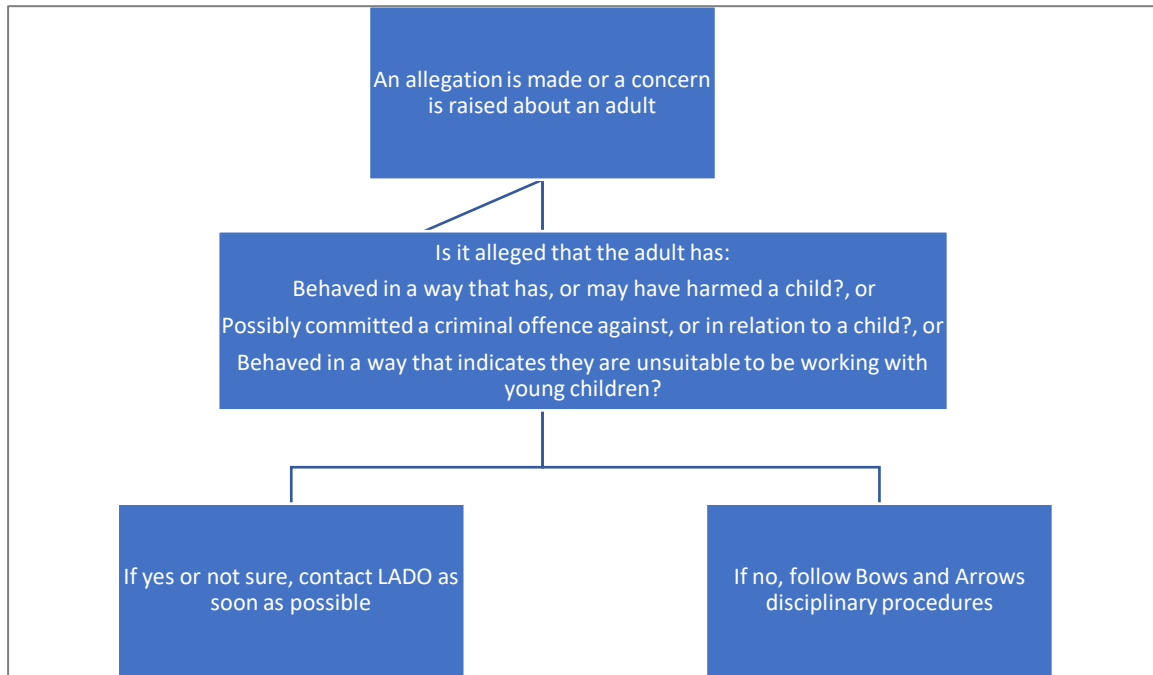 An allegation is made or a concern
is raised about an adult
Is it alleged that the adult has:
Behaved in a way that has, or may have harmed a child?, or
Possibly committed a criminal offence against, or in relation to a child?, or
Behaved in a way that indicates they are unsuitable to be working with
young children?
If yes or not sure, contact LADO as
soon as possible
If no, follow Bows and Arrows
disciplinary procedures